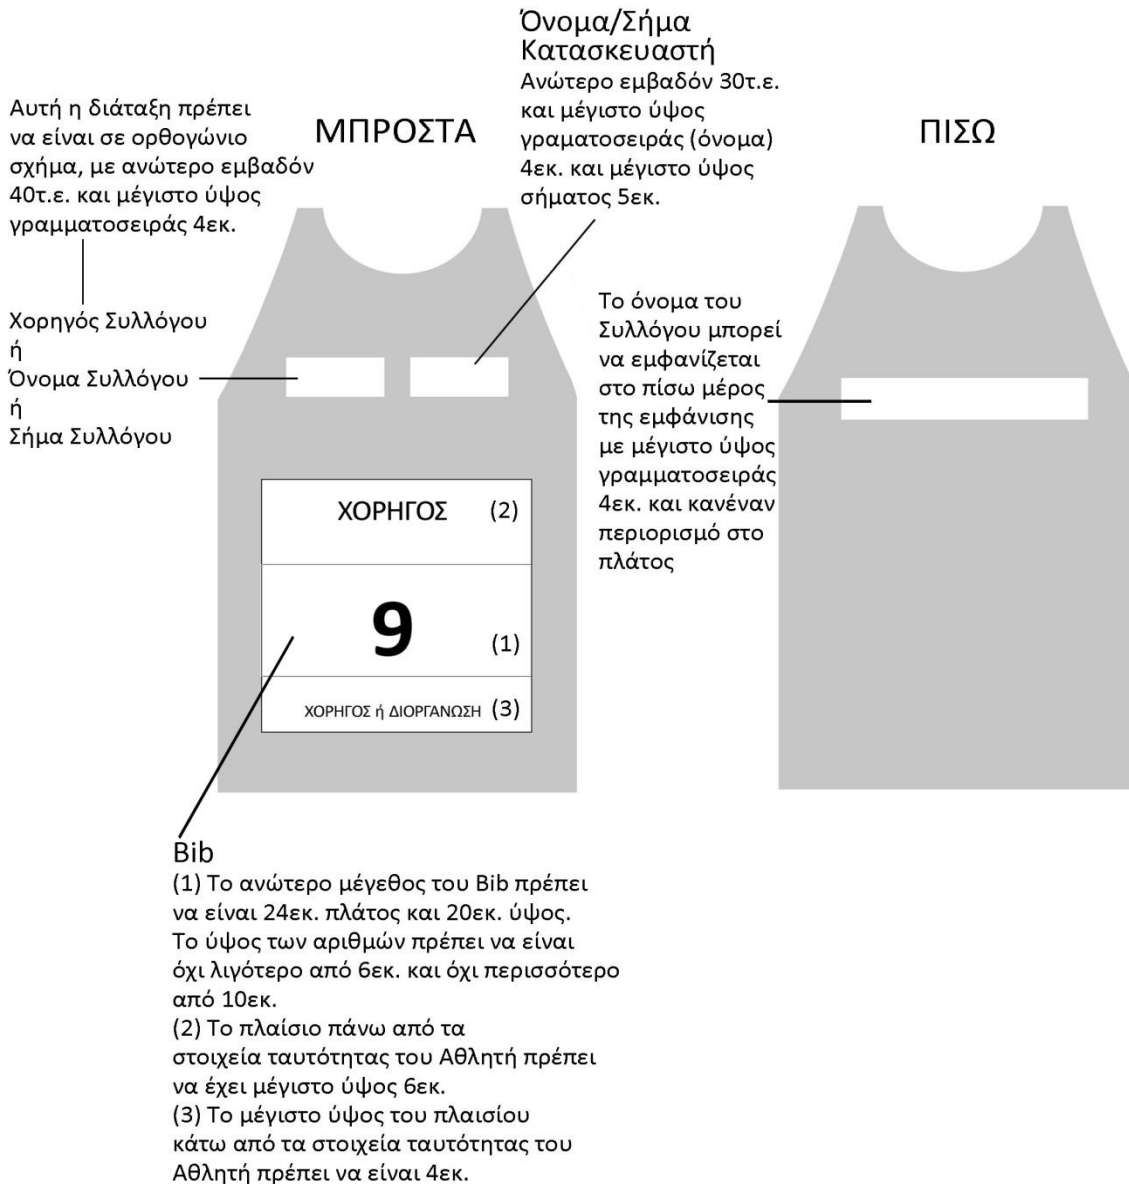 Όνομα/Σήμα
Κατασκευαστή
Ανώτερο εμβαδόν 30τ.ε.
και μέγιστο ύψος
γραματοσειράς (όνομα)
4εκ. και μέγιστο ύψος
σήματος 5εκ.
Αυτή η διάταξη πρέπει
να είναι σε ορθογώνιο
σχήμα, με ανώτερο εμβαδόν
40τ.ε. και μέγιστο ύψος
γραμματοσειράς 4εκ.
ΜΠΡΟΣΤΑ
ΠΙΣΩ
Χορηγός Συλλόγου
ή
Όνομα Συλλόγου
ή
Σήμα Συλλόγου
Το όνομα του
Συλλόγου μπορεί
να εμφανίζεται
στο πίσω μέρος
της εμφάνισης
με μέγιστο ύψος
γραμματοσειράς
4εκ. και κανέναν
περιορισμό στο
πλάτος
ΧΟΡΗΓΟΣ (2)
9 (1)
ΧΟΡΗΓΟΣ ή ΔΙΟΡΓΑΝΩΣΗ (3)
Bib
(1) Το ανώτερο μέγεθος του Bib πρέπει
να είναι 24εκ. πλάτος και 20εκ. ύψος.
Το ύψος των αριθμών πρέπει να είναι
όχι λιγότερο από 6εκ. και όχι περισσότερο
από 10εκ.
(2) Το πλαίσιο πάνω από τα
στοιχεία ταυτότητας του Αθλητή πρέπει
να έχει μέγιστο ύψος 6εκ.
(3) Το μέγιστο ύψος του πλαισίου
κάτω από τα στοιχεία ταυτότητας του
Αθλητή πρέπει να είναι 4εκ.